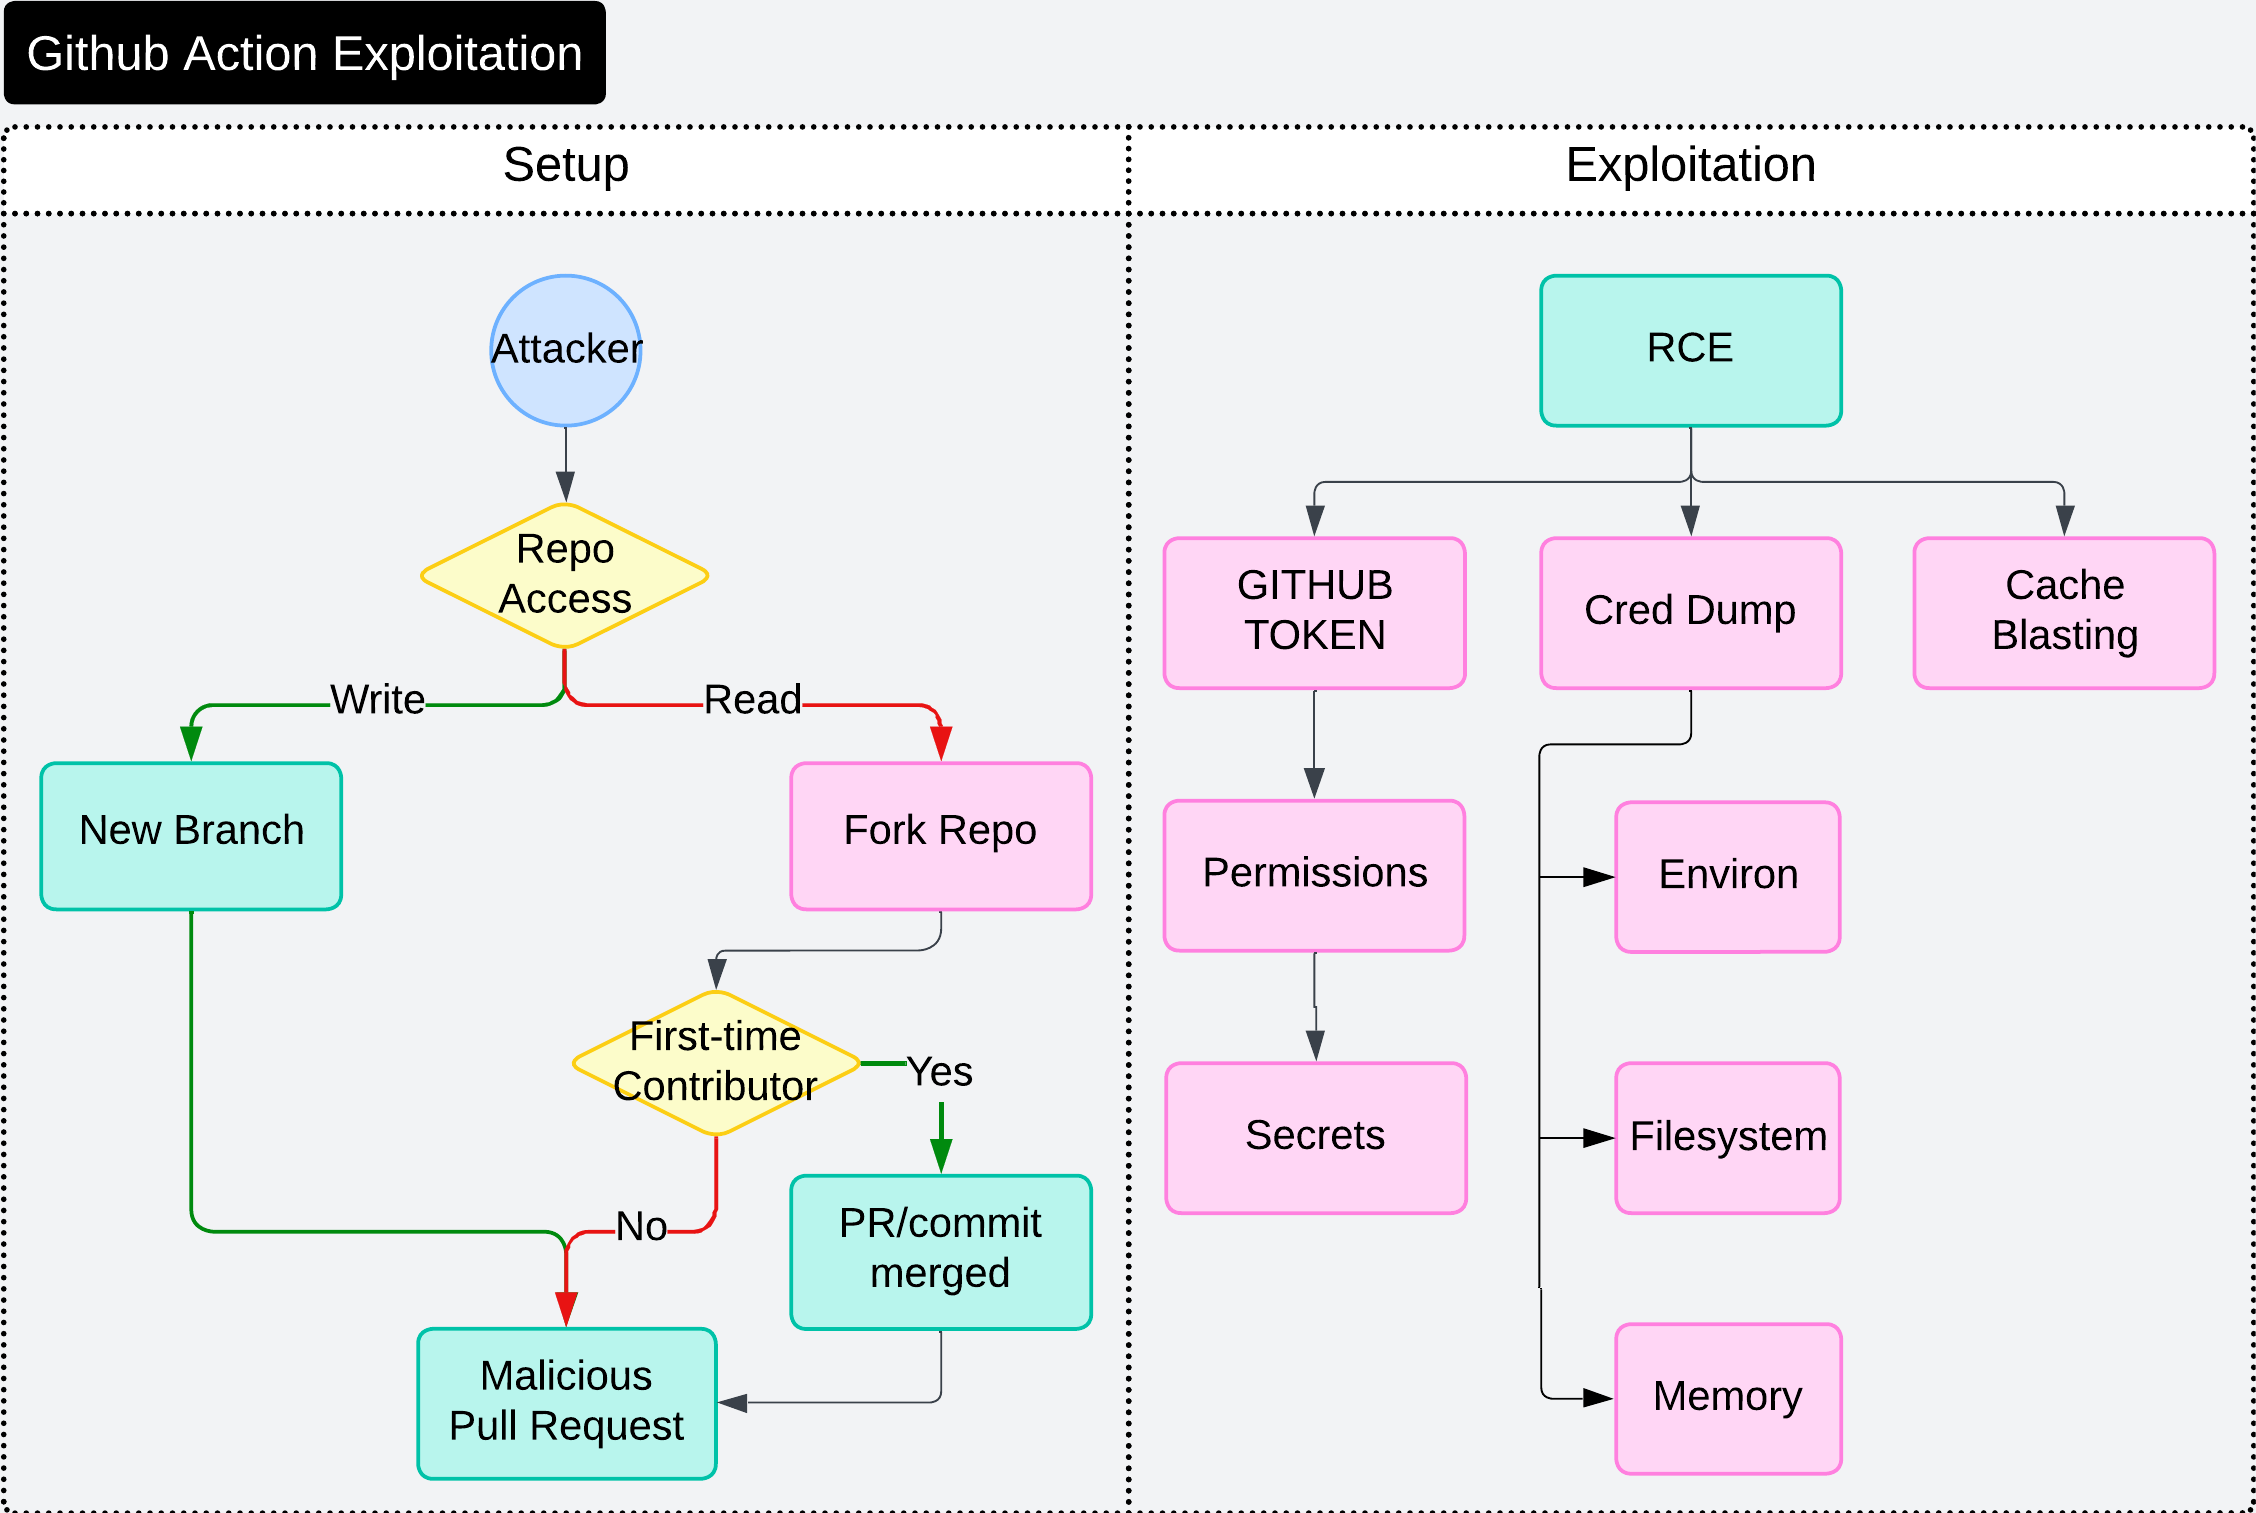 Github Action Exploitation
Setup
Exploitation
Attacker
Repo
Access
Write
Read
New Branch
Fork Repo
First-time
Contributor
Yes
No
PR/commit
merged
Malicious
Pull Request
RCE
GITHUB
TOKEN
Cred Dump
Cache
Blasting
Permissions
Environ
Secrets
Filesystem
Memory